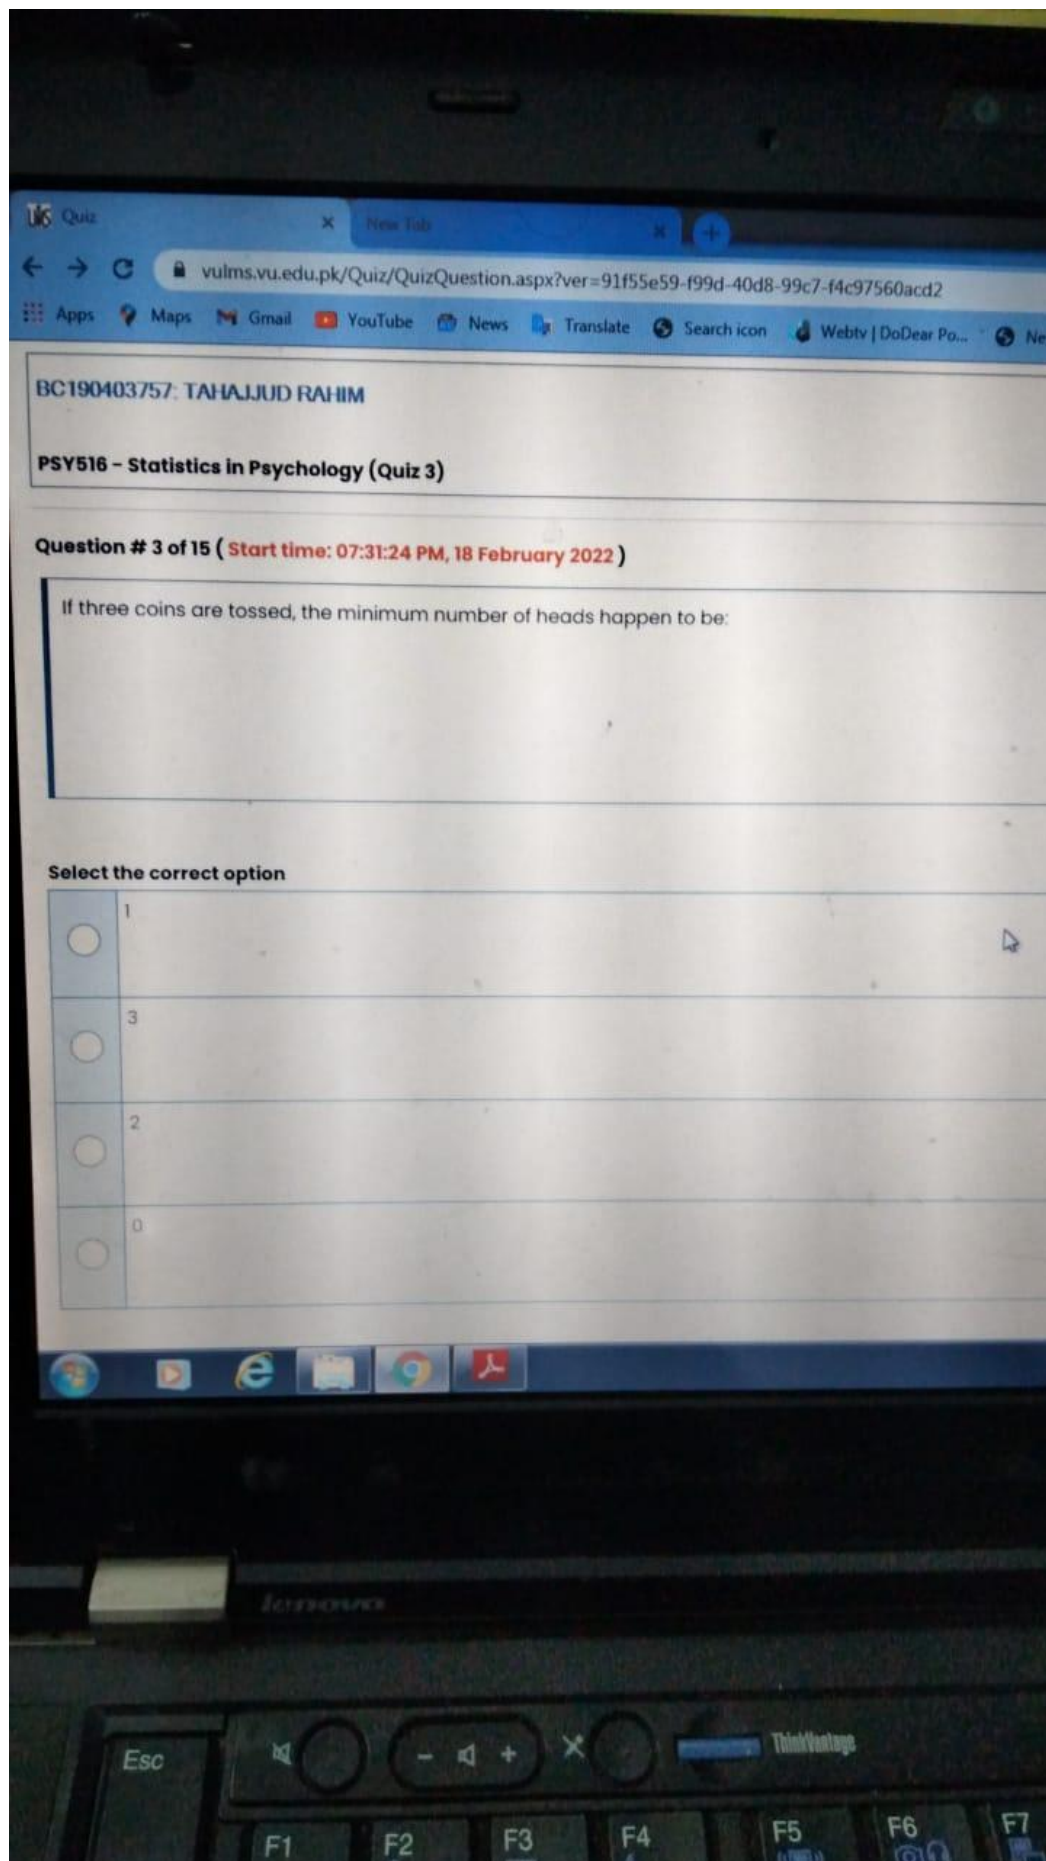 Quiz
New Tab
vulms.vu.edu.pk/Quiz/QuizQuestion.aspx?ver=91f55e59-f99d-40d8-99c7-f4c97560acd2
Apps Maps Gmail YouTube News Translate Search icon Webtv | DoDear Po... Ne
BC190403757: TAHAJJUD RAHIM
PSY516 - Statistics in Psychology (Quiz 3)
Question # 3 of 15 ( Start time: 07:31:24 PM, 18 February 2022 )
If three coins are tossed, the minimum number of heads happen to be:
Select the correct option
1
3
2
0
lenovo
ThinkVantage
Esc
F1 F2 F3 F4 F5 F6 F7